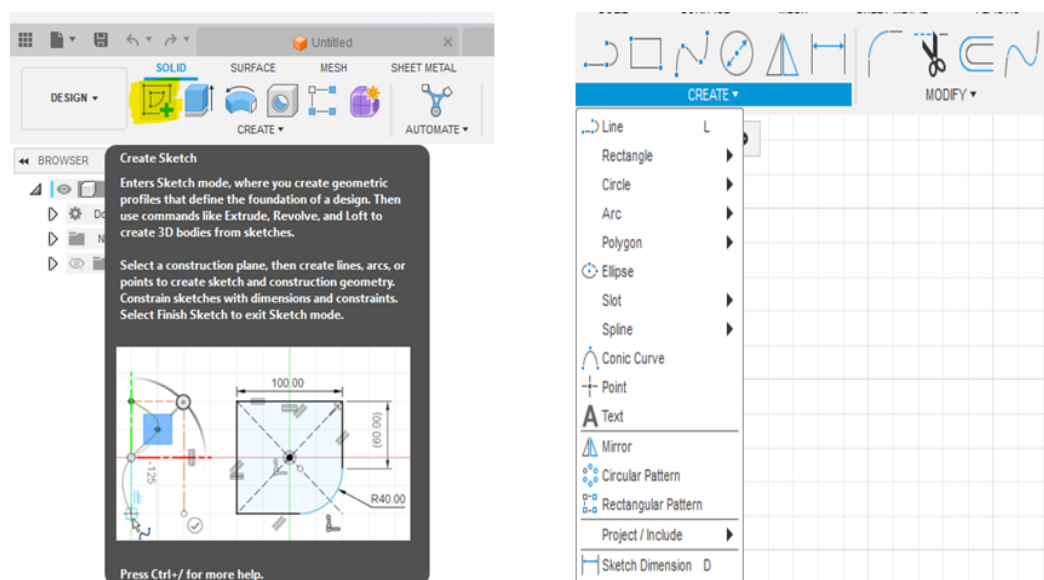 Untitled
SOLID SURFACE MESH SHEET METAL
DESIGN
CREATE
AUTOMATE
BROWSER
Do
N
Create Sketch
Enters Sketch mode, where you create geometric
profiles that define the foundation of a design. Then
use commands like Extrude, Revolve, and Loft to
create 3D bodies from sketches.
Select a construction plane, then create lines, arcs, or
points to create sketch and construction geometry.
Constrain sketches with dimensions and constraints.
Select Finish Sketch to exit Sketch mode.
100.00
(60.00)
-125
R40.00
Press Ctrl+/ for more help.
CREATE
MODIFY
Line L
Rectangle
Circle
Arc
Polygon
Ellipse
Slot
Spline
Conic Curve
Point
A Text
Mirror
Circular Pattern
Rectangular Pattern
Project / Include
Sketch Dimension D